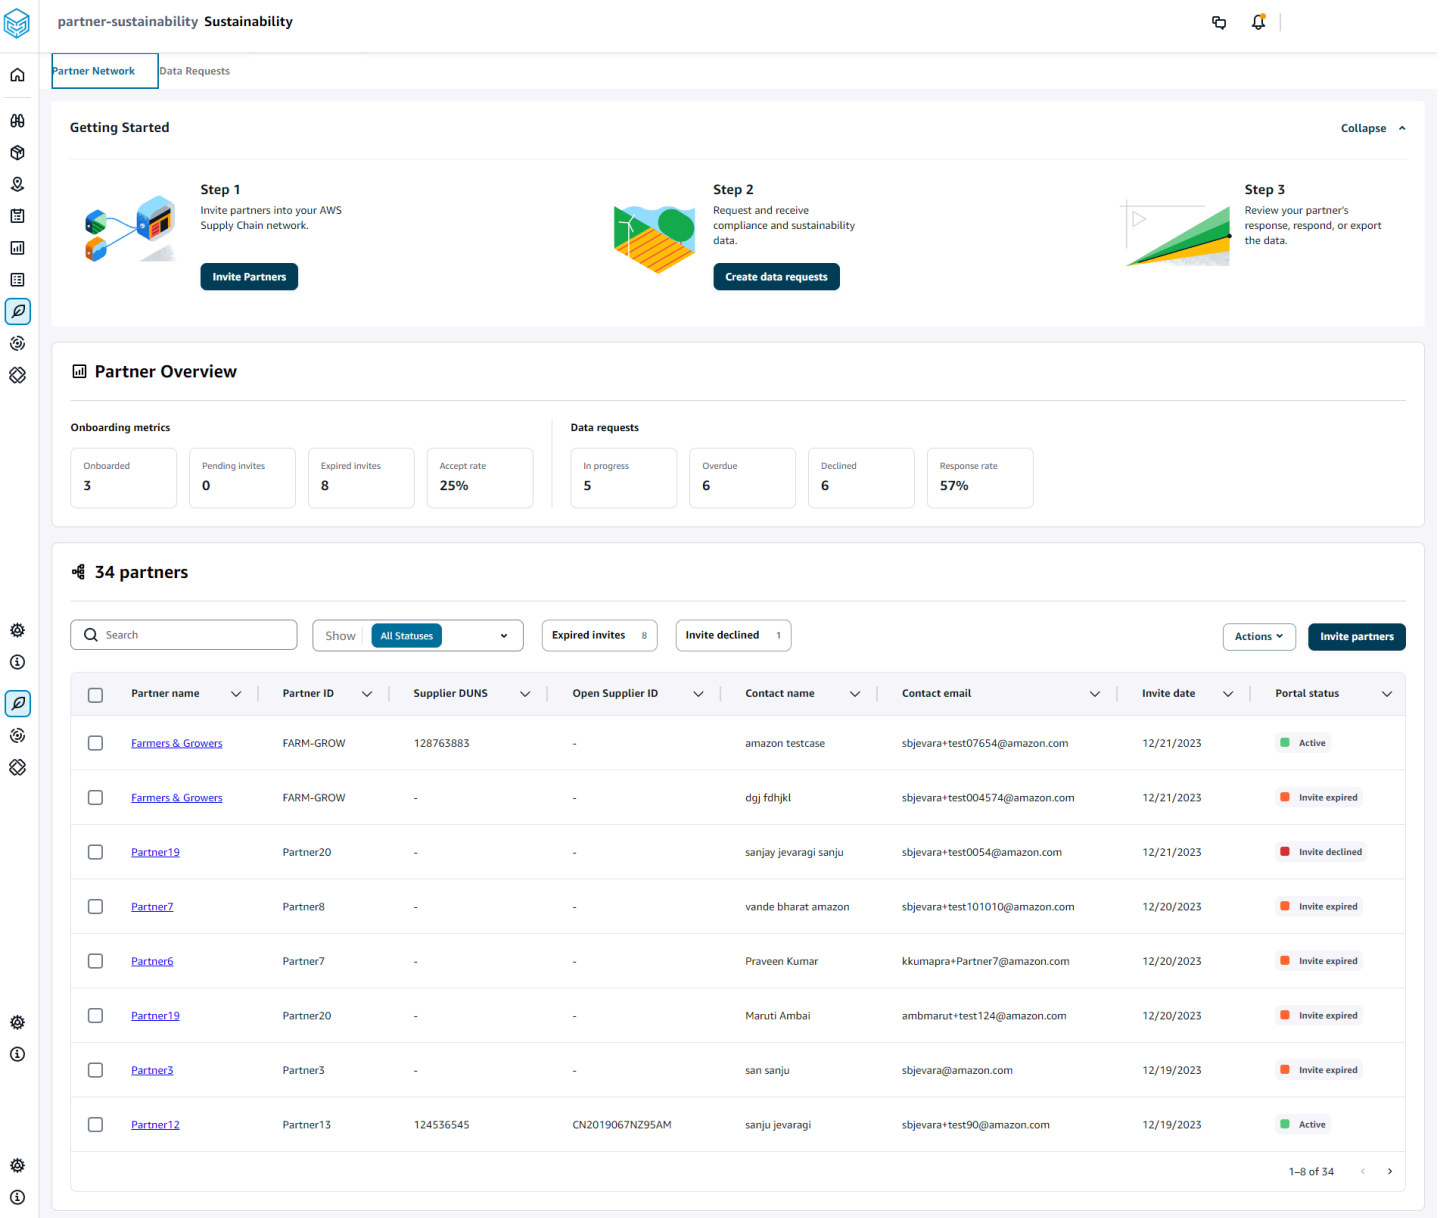 partner-sustainability Sustainability
Partner Network Data Requests
Getting Started Collapse
Step 1
Invite partners into your AWS
Supply Chain network.
Invite Partners
Step 2
Request and receive
compliance and sustainability
data.
Create data requests
Step 3
Review your partner's
response, respond, or export
the data.
Partner Overview
Onboarding metrics
Onboarded
3
Pending invites
0
Expired invites
8
Accept rate
25%
Data requests
In progress
5
Overdue
6
Declined
6
Response rate
57%
34 partners
Search Show All Statuses Expired invites 8 Invite declined 1 Actions Invite partners
Partner name Partner ID Supplier DUNS Open Supplier ID Contact name Contact email Invite date Portal status
Farmers & Growers FARM-GROW 128763883 - amazon testcase sbjevara+test07654@amazon.com 12/21/2023 Active
Farmers & Growers FARM-GROW - - dgj fdhjkl sbjevara+test004574@amazon.com 12/21/2023 Invite expired
Partner19 Partner20 - - sanjay jevaragi sanju sbjevara+test0054@amazon.com 12/21/2023 Invite declined
Partner7 Partner8 - - vande bharat amazon sbjevara+test101010@amazon.com 12/20/2023 Invite expired
Partner6 Partner7 - - Praveen Kumar kkumapra+Partner7@amazon.com 12/20/2023 Invite expired
Partner19 Partner20 - - Maruti Ambai ambmarut+test124@amazon.com 12/20/2023 Invite expired
Partner3 Partner3 - - san sanju sbjevara@amazon.com 12/19/2023 Invite expired
Partner12 Partner13 124536545 CN2019067NZ95AM sanju jevaragi sbjevara+test90@amazon.com 12/19/2023 Active
1–8 of 34